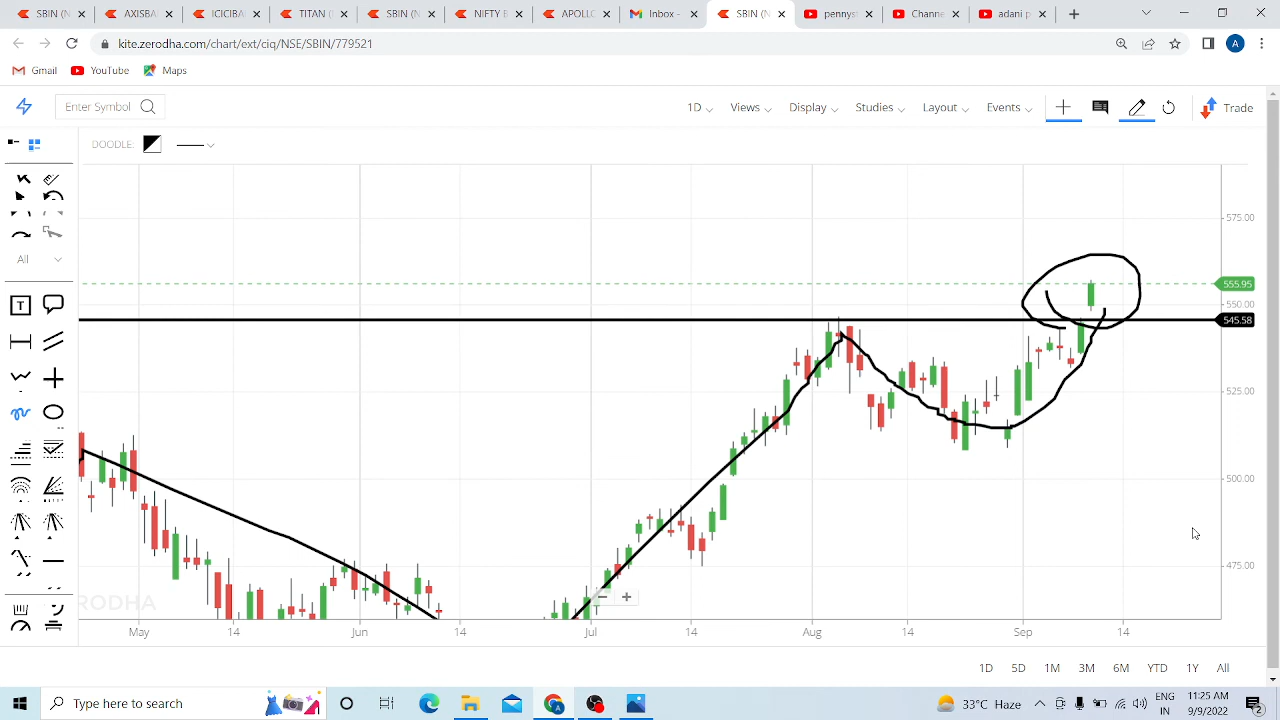 SBIN (N
AXISBA
ICICIBA
TITAN (
SBIN (N
NIFTY B
APOLLO
Inbox -
SBIN (N
pennyst
Channe
adani p
kite.zerodha.com/chart/ext/ciq/NSE/SBIN/779521
A
Gmail
YouTube
Maps
Enter Symbol
1D
Views
Display
Studies
Layout
Events
Trade
DOODLE:
All
T
575.00
555.95
550.00
545.58
525.00
500.00
475.00
RODHA
May
14
Jun
14
Jul
14
Aug
14
Sep
14
1D
5D
1M
3M
6M
YTD
1Y
All
Type here to search
33°C Haze
ENG
IN
11:25 AM
9/9/2022
2